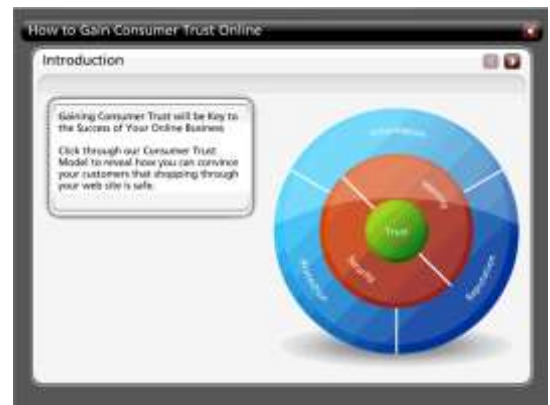 How to Gain Consumer Trust Online
Introduction
Gaining Consumer Trust will be Key to
the Success of Your Online Business
Click through our Consumer Trust
Model to reveal how you can convince
your customers that shopping through
your web site is safe.
Information
Trust
Security
Reputation